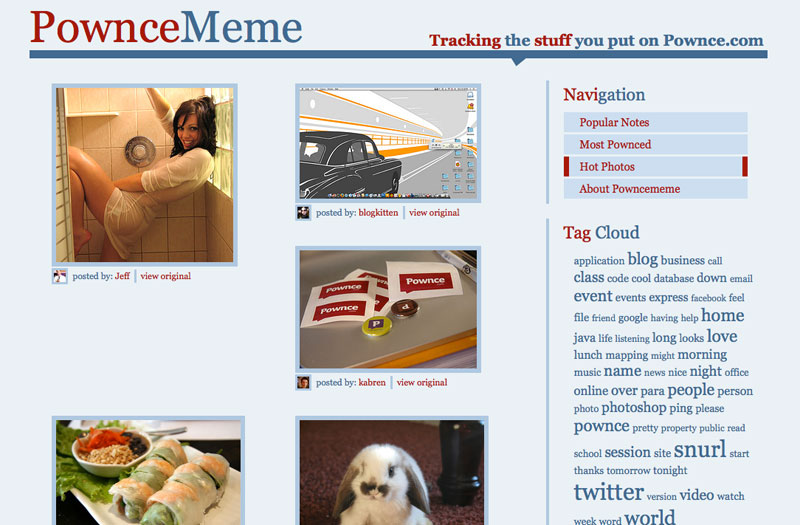 PownceMeme
Tracking the stuff you put on Pownce.com
posted by: Jeff | view original
posted by: blogkitten | view original
Pownce
Pownce
Pownce
Pownce
P
P
posted by: kabren | view original
Navigation
Popular Notes
Most Pownced
Hot Photos
About Powncememe
Tag Cloud
application blog business call
class code cool database down email
event events express facebook feel
file friend google having help home
java life listening long looks love
lunch mapping might morning
music name news nice night office
online over para people person
photo photoshop ping please
pownce pretty property public read
school session site snurl start
thanks tomorrow tonight
twitter version video watch
week word world